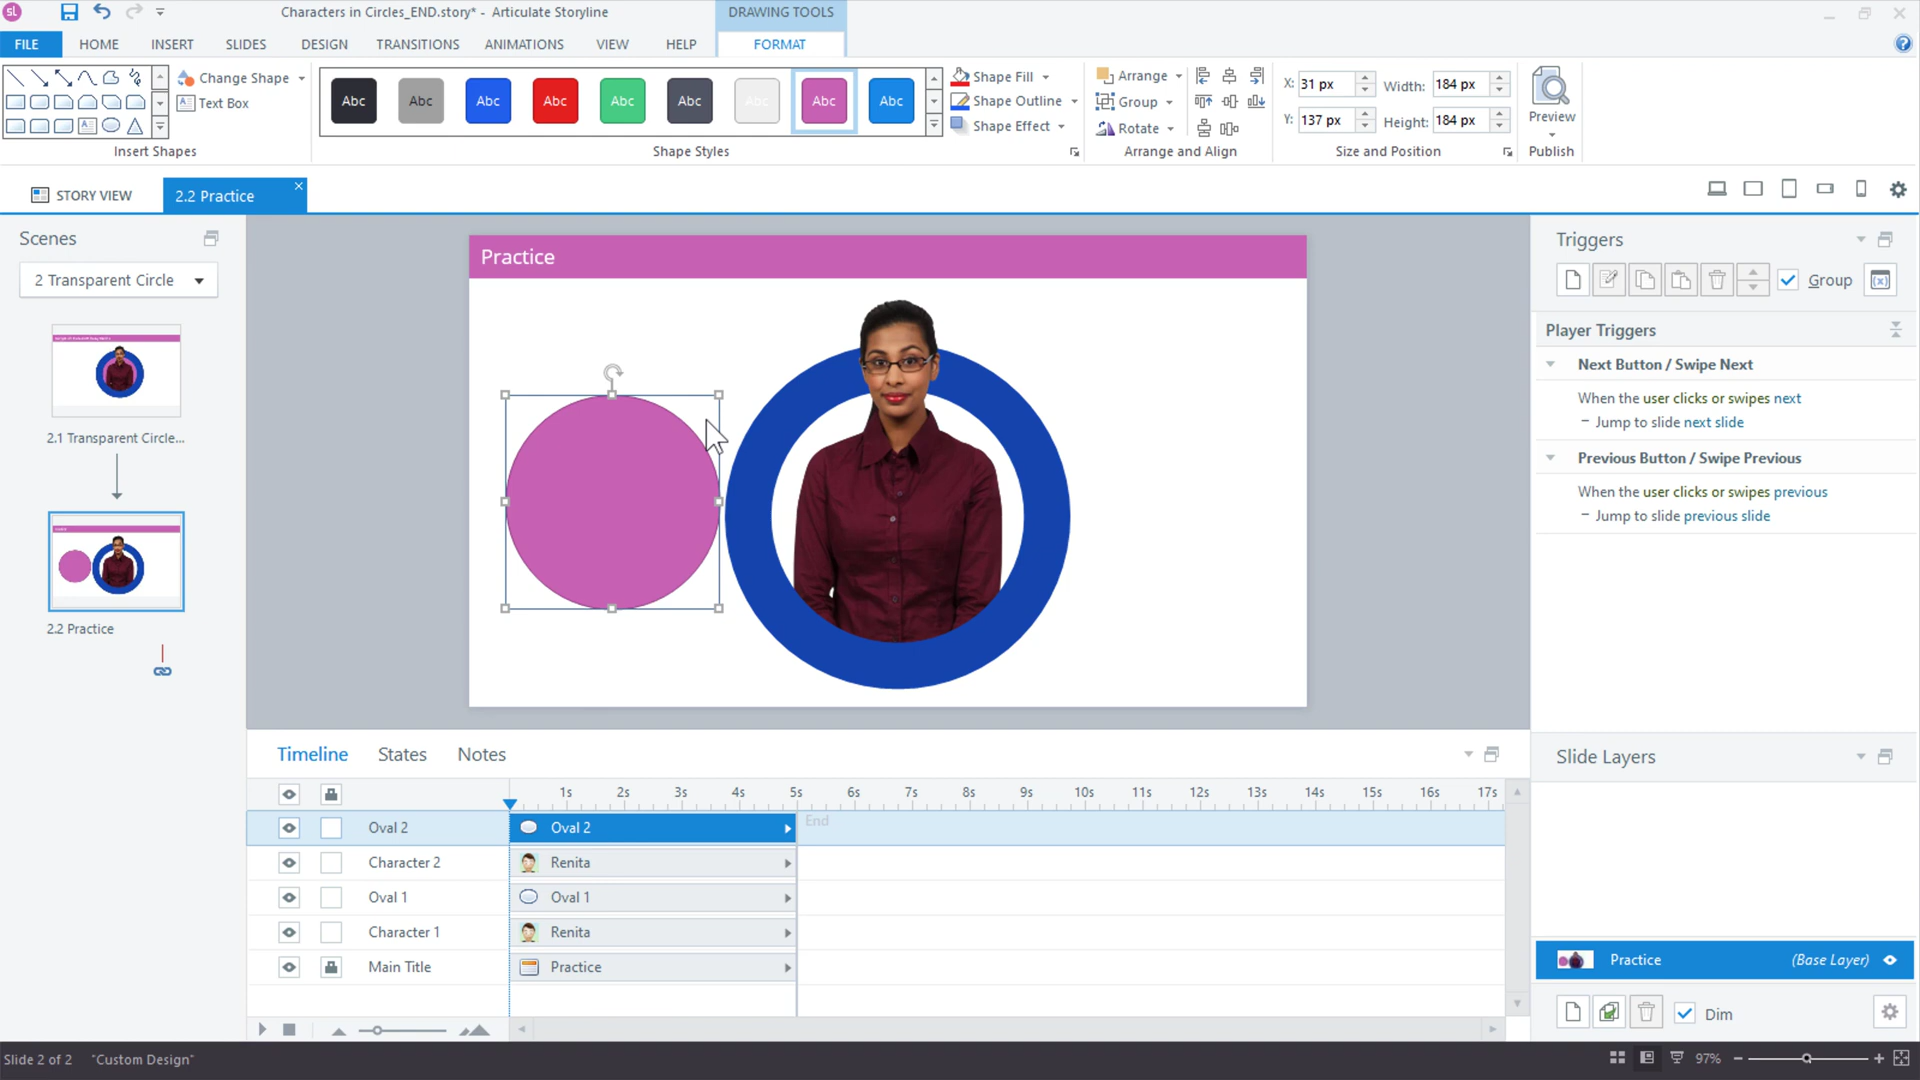 sl
Characters in Circles_END.story* - Articulate Storyline
DRAWING TOOLS
FILE
HOME
INSERT
SLIDES
DESIGN
TRANSITIONS
ANIMATIONS
VIEW
HELP
FORMAT
Change Shape
Text Box
Insert Shapes
Abc
Abc
Abc
Abc
Abc
Abc
Abc
Abc
Abc
Shape Styles
Shape Fill
Shape Outline
Shape Effect
Arrange
Group
Rotate
Arrange and Align
X: 31 px
Width: 184 px
Y: 137 px
Height: 184 px
Size and Position
Preview
Publish
STORY VIEW
2.2 Practice
Scenes
2 Transparent Circle
2.1 Transparent Circle...
2.2 Practice
Practice
Triggers
Group
Player Triggers
Next Button / Swipe Next
When the user clicks or swipes next
– Jump to slide next slide
Previous Button / Swipe Previous
When the user clicks or swipes previous
– Jump to slide previous slide
Timeline
States
Notes
1s 2s 3s 4s 5s 6s 7s 8s 9s 10s 11s 12s 13s 14s 15s 16s 17s
Oval 2
Oval 2
End
Character 2
Renita
Oval 1
Oval 1
Character 1
Renita
Main Title
Practice
Slide Layers
Practice
(Base Layer)
Dim
Slide 2 of 2
"Custom Design"
97%